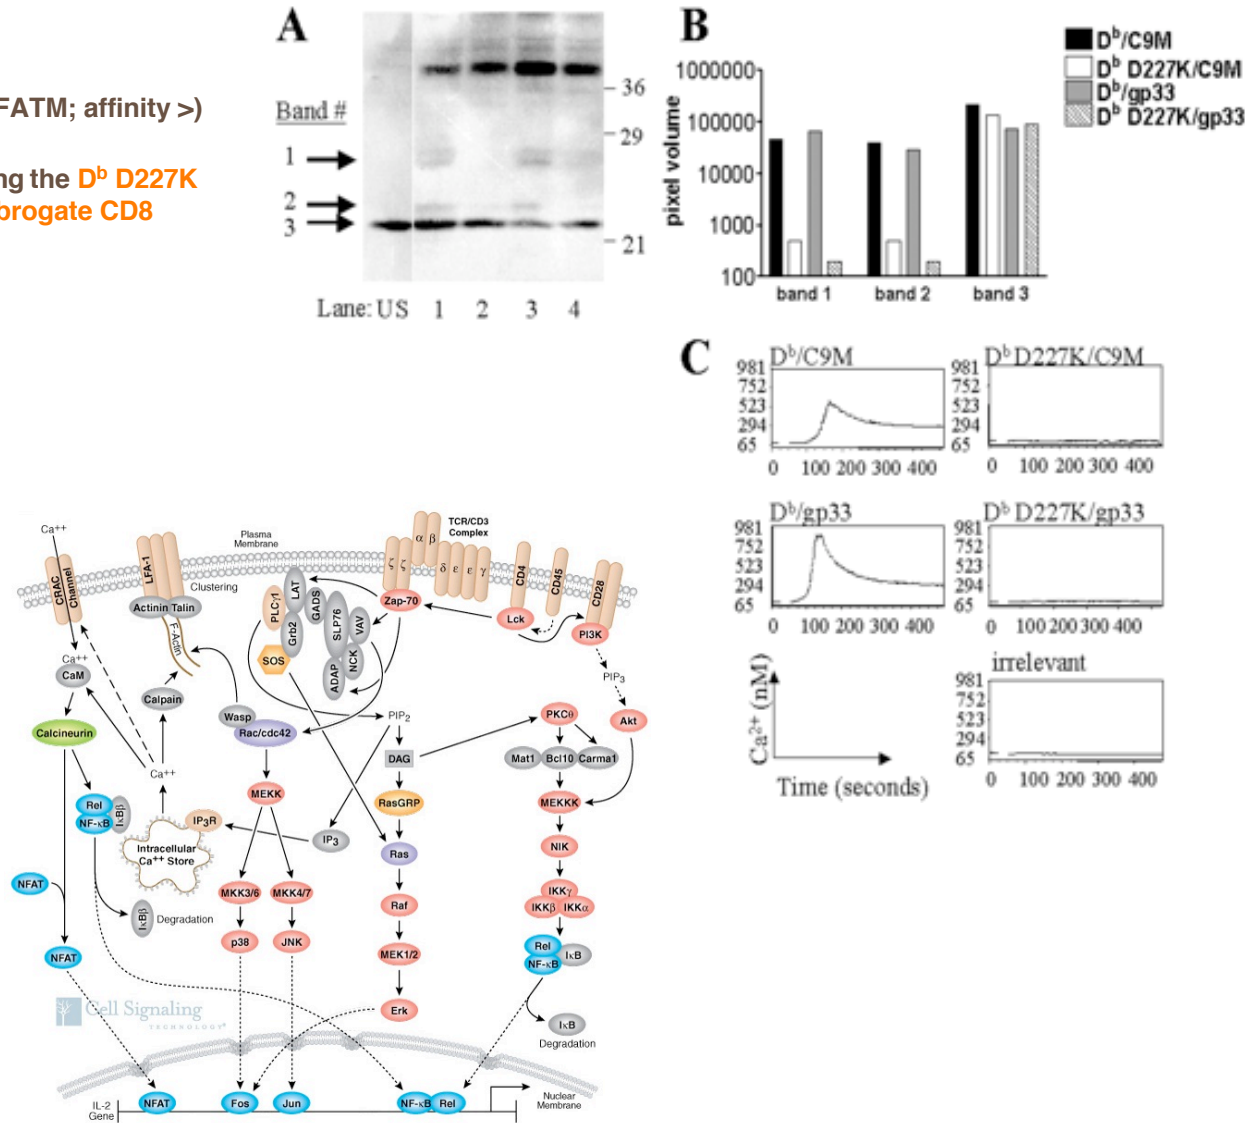 FATM; affinity >)
ng the Dᵇ D227K
brogate CD8
A
Band #
1
2
3
36
29
21
Lane: US 1 2 3 4
B
Dᵇ/C9M
Dᵇ D227K/C9M
Dᵇ/gp33
Dᵇ D227K/gp33
pixel volume
1000000
100000
10000
1000
100
band 1 band 2 band 3
C
Dᵇ/C9M
981
752
523
294
65
0 100 200 300 400
Dᵇ D227K/C9M
981
752
523
294
65
0 100 200 300 400
Dᵇ/gp33
981
752
523
294
65
0 100 200 300 400
Dᵇ D227K/gp33
981
752
523
294
65
0 100 200 300 400
irrelevant
981
752
523
294
65
0 100 200 300 400
Ca²⁺ (nM)
Time (seconds)
Ca++
CRAC
Channel
LFA-1
Clustering
Plasma
Membrane
TCR/CD3
Complex
α β
ζ ζ
δ ε ε γ
CD4
CD45
CD28
Actinin Talin
F-Actin
PLCγ1
LAT
Grb2
GADS
SLP76
VAV
NCK
ADAP
SOS
Zap-70
Lck
PI3K
PIP₃
Akt
Ca++
CaM
Calpain
Calcineurin
Wasp
Rac/cdc42
PIP₂
DAG
PKCθ
Mat1 Bcl10 Carma1
Ca++
MEKK
RasGRP
MEKKK
Rel
NF-κB
IκBβ
IP3R
Intracellular
Ca++ Store
IP₃
Ras
NIK
NFAT
MKK3/6
MKK4/7
Raf
IKKγ
IKKβ IKKα
IκBβ
Degradation
NFAT
p38
JNK
MEK1/2
Rel
NF-κB
IκB
Erk
IκB
Degradation
Cell Signaling
TECHNOLOGY®
IL-2
Gene
NFAT
Fos
Jun
NF-κB Rel
Nuclear
Membrane